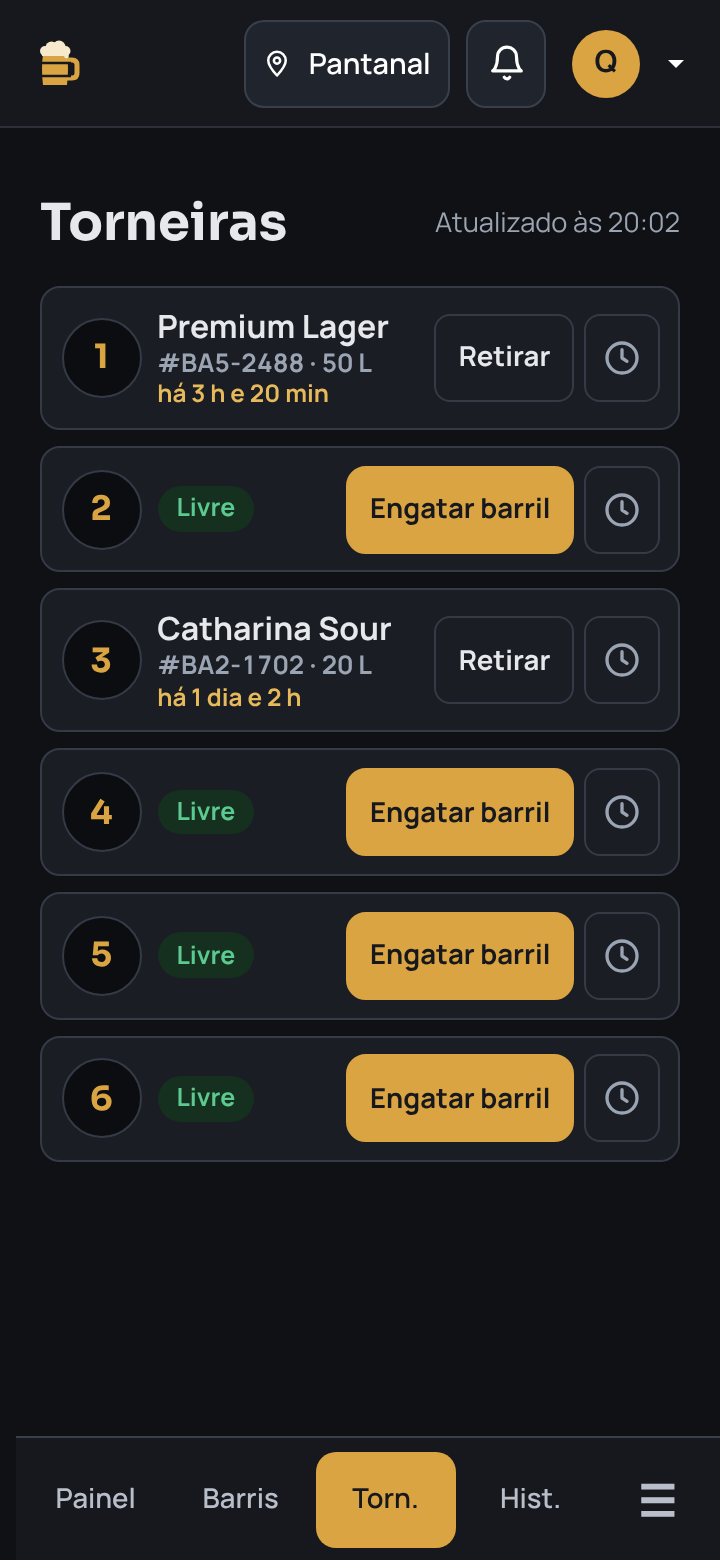 Pantanal
Q
Torneiras
Atualizado às 20:02
1
Premium Lager
#BA5-2488 · 50 L
há 3 h e 20 min
Retirar
2
Livre
Engatar barril
3
Catharina Sour
#BA2-1702 · 20 L
há 1 dia e 2 h
Retirar
4
Livre
Engatar barril
5
Livre
Engatar barril
6
Livre
Engatar barril
Painel
Barris
Torn.
Hist.